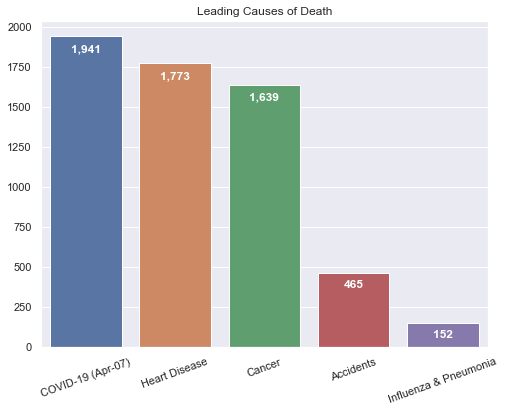 Leading Causes of Death
2000
1750
1500
1250
1000
750
500
250
0
1,941
1,773
1,639
465
152
COVID-19 (Apr-07)
Heart Disease
Cancer
Accidents
Influenza & Pneumonia